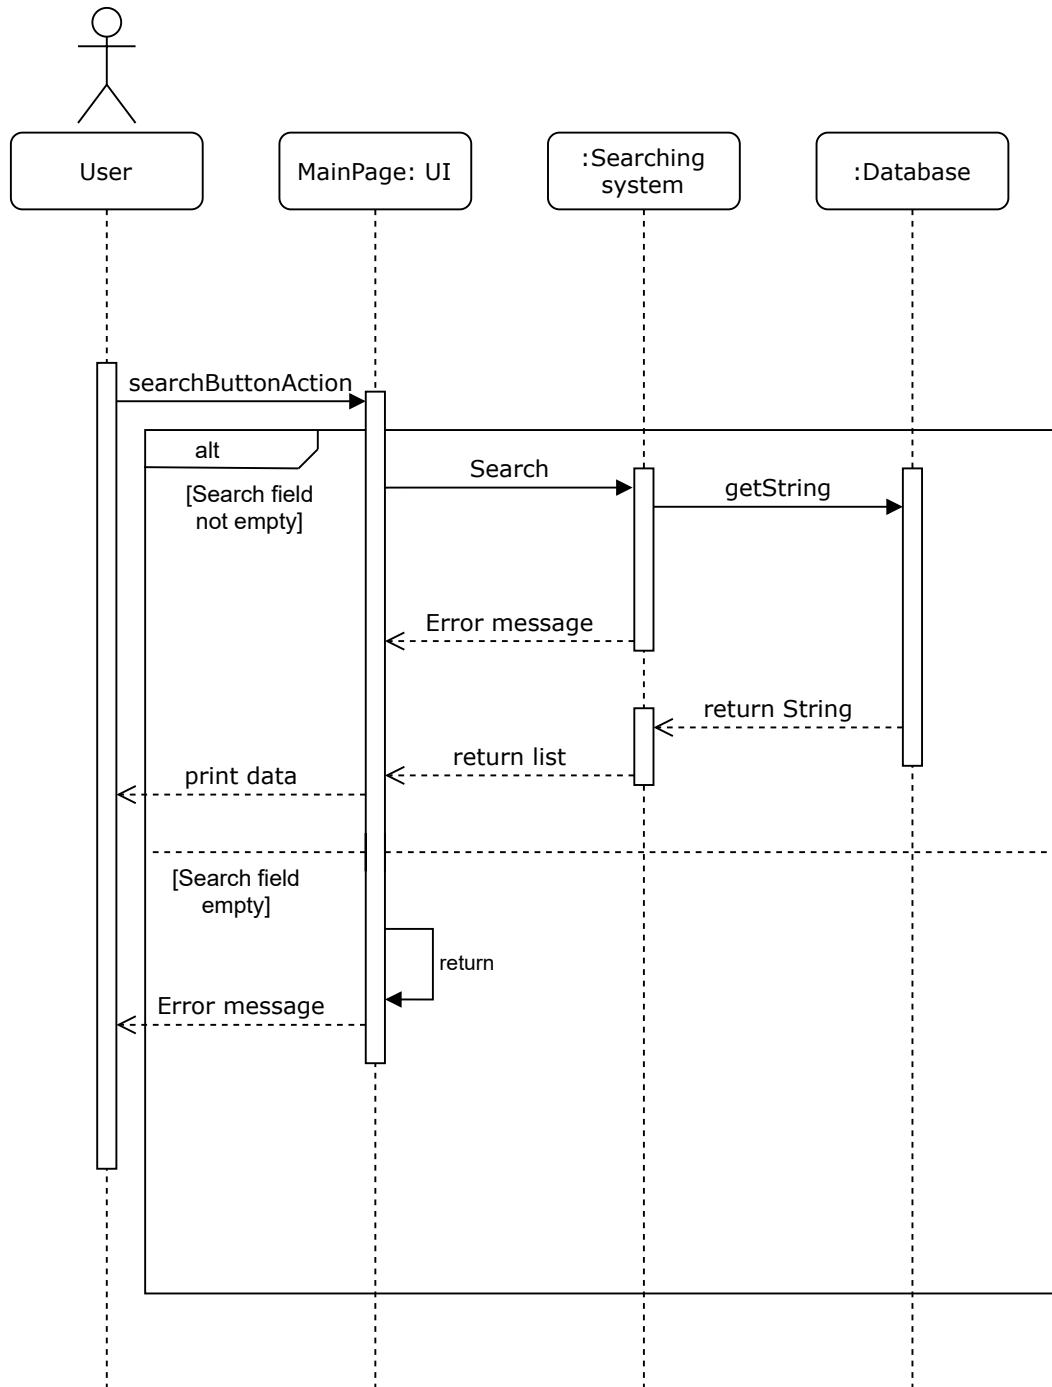 User
MainPage: UI
:Searching
system
:Database
searchButtonAction
alt
[Search field
not empty]
Search
getString
Error message
return String
return list
print data
[Search field
empty]
return
Error message